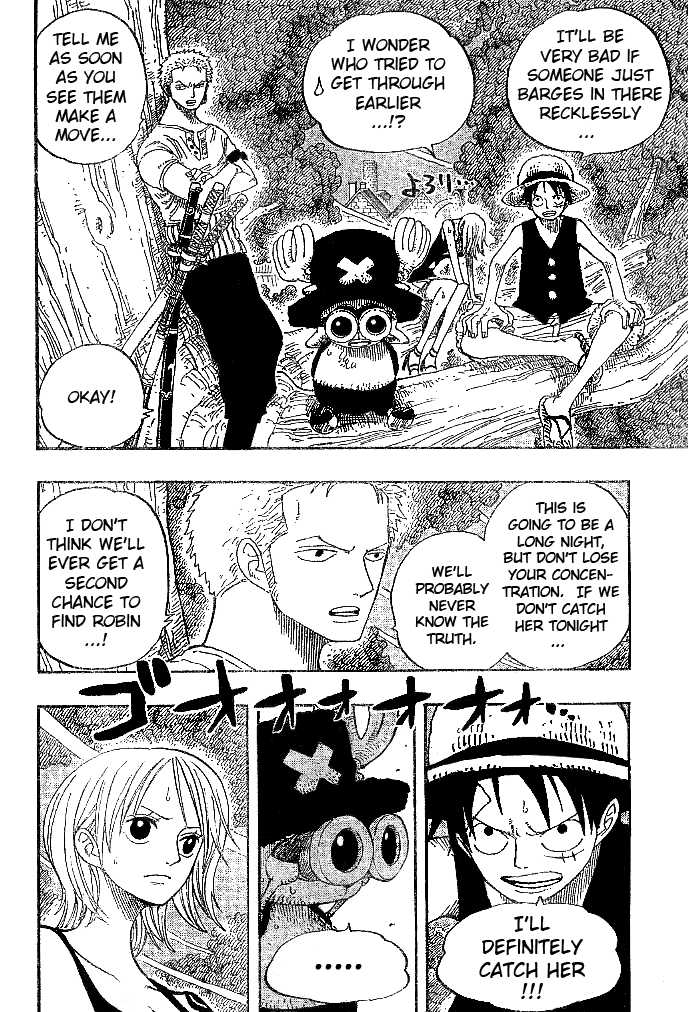 IT'LL BE
VERY BAD IF
SOMEONE JUST
BARGES IN THERE
RECKLESSLY
...
I WONDER
WHO TRIED TO
GET THROUGH
EARLIER
...!?
TELL ME
AS SOON
AS YOU
SEE THEM
MAKE A
MOVE...
よろり...
OKAY!
THIS IS
GOING TO BE A
LONG NIGHT,
BUT DON'T LOSE
YOUR CONCEN-
TRATION. IF WE
DON'T CATCH
HER TONIGHT
...
WE'LL
PROBABLY
NEVER
KNOW THE
TRUTH.
I DON'T
THINK WE'LL
EVER GET A
SECOND
CHANCE TO
FIND ROBIN
...!
ゴオオオオオオ...
I'LL
DEFINITELY
CATCH HER
!!!
.....